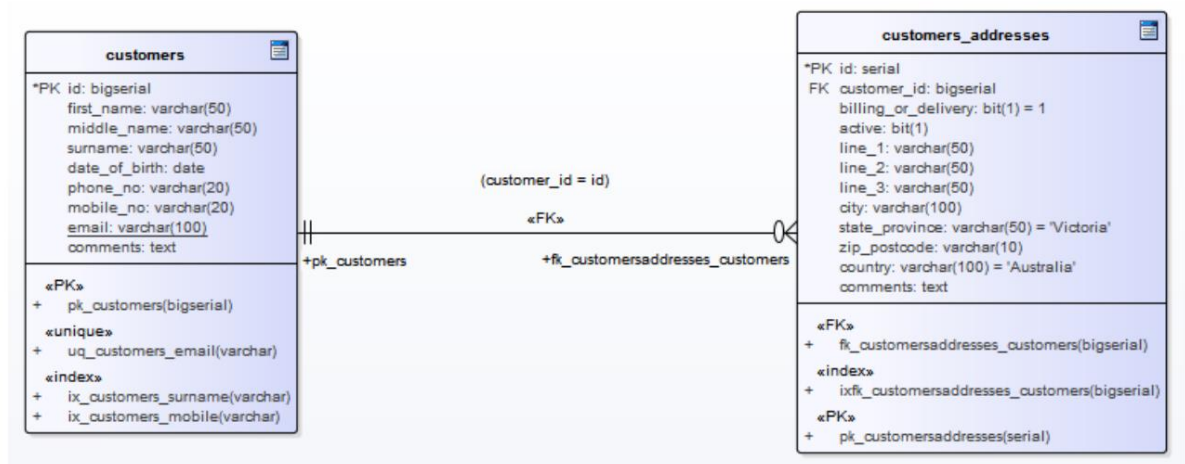 customers
*PK id: bigserial
first_name: varchar(50)
middle_name: varchar(50)
surname: varchar(50)
date_of_birth: date
phone_no: varchar(20)
mobile_no: varchar(20)
email: varchar(100)
comments: text
«PK»
+ pk_customers(bigserial)
«unique»
+ uq_customers_email(varchar)
«index»
+ ix_customers_surname(varchar)
+ ix_customers_mobile(varchar)
(customer_id = id)
«FK»
+pk_customers
+fk_customersaddresses_customers
customers_addresses
*PK id: serial
FK customer_id: bigserial
billing_or_delivery: bit(1) = 1
active: bit(1)
line_1: varchar(50)
line_2: varchar(50)
line_3: varchar(50)
city: varchar(100)
state_province: varchar(50) = 'Victoria'
zip_postcode: varchar(10)
country: varchar(100) = 'Australia'
comments: text
«FK»
+ fk_customersaddresses_customers(bigserial)
«index»
+ ixfk_customersaddresses_customers(bigserial)
«PK»
+ pk_customersaddresses(serial)